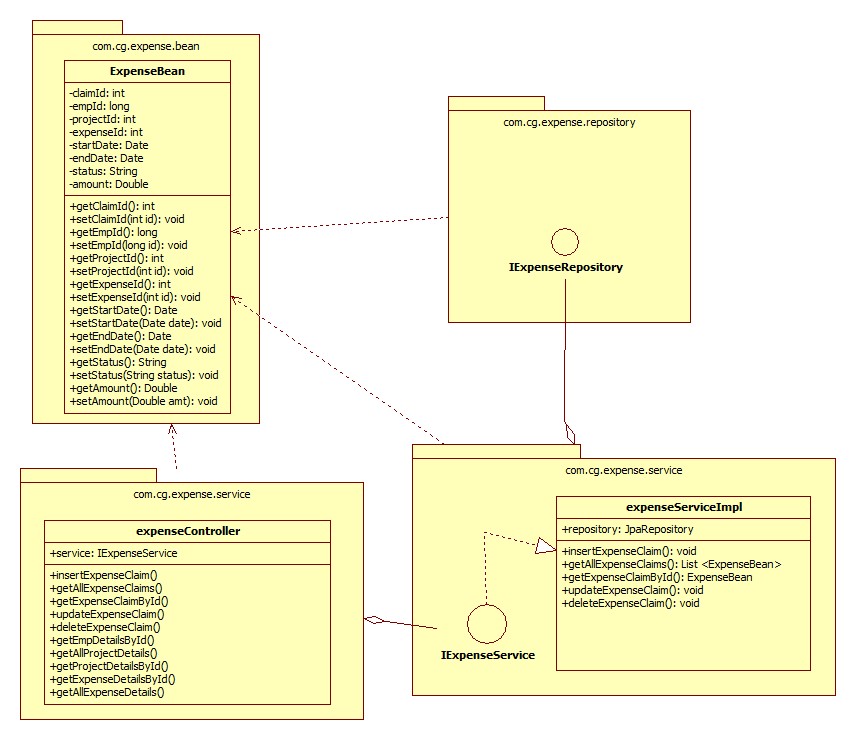 com.cg.expense.bean
ExpenseBean
-claimId: int
-empId: long
-projectId: int
-expenseId: int
-startDate: Date
-endDate: Date
-status: String
-amount: Double
+getClaimId(): int
+setClaimId(int id): void
+getEmpId(): long
+setEmpId(long id): void
+getProjectId(): int
+setProjectId(int id): void
+getExpenseId(): int
+setExpenseId(int id): void
+getStartDate(): Date
+setStartDate(Date date): void
+getEndDate(): Date
+setEndDate(Date date): void
+getStatus(): String
+setStatus(String status): void
+getAmount(): Double
+setAmount(Double amt): void
com.cg.expense.repository
IExpenseRepository
com.cg.expense.service
expenseController
+service: IExpenseService
+insertExpenseClaim()
+getAllExpenseClaims()
+getExpenseClaimById()
+updateExpenseClaim()
+deleteExpenseClaim()
+getEmpDetailsById()
+getAllProjectDetails()
+getProjectDetailsById()
+getExpenseDetailsById()
+getAllExpenseDetails()
com.cg.expense.service
expenseServiceImpl
+repository: JpaRepository
+insertExpenseClaim(): void
+getAllExpenseClaims(): List <ExpenseBean>
+getExpenseClaimById(): ExpenseBean
+updateExpenseClaim(): void
+deleteExpenseClaim(): void
IExpenseService